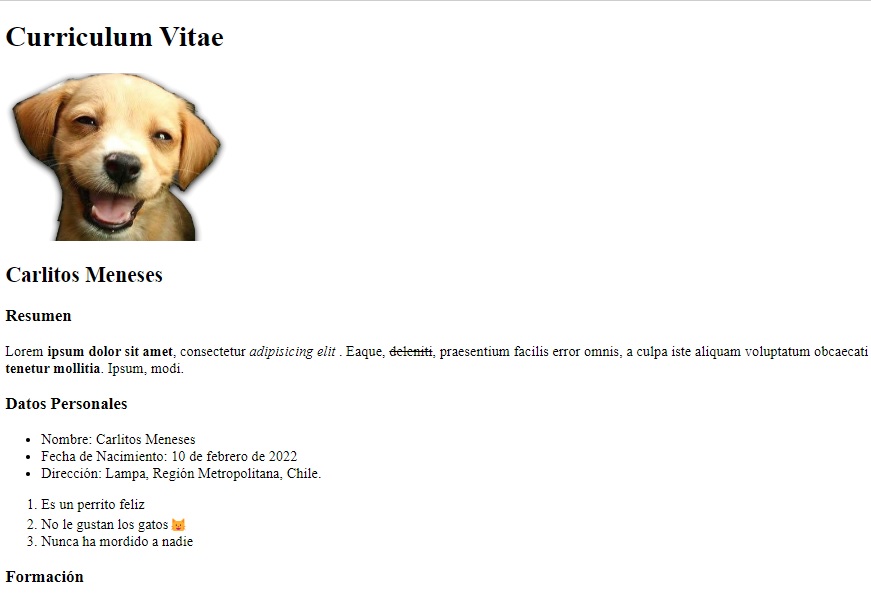 Curriculum Vitae
Carlitos Meneses
Resumen
Lorem ipsum dolor sit amet, consectetur adipisicing elit . Eaque, deleniti, praesentium facilis error omnis, a culpa iste aliquam voluptatum obcaecati
tenetur mollitia. Ipsum, modi.
Datos Personales
• Nombre: Carlitos Meneses
• Fecha de Nacimiento: 10 de febrero de 2022
• Dirección: Lampa, Región Metropolitana, Chile.
1. Es un perrito feliz
2. No le gustan los gatos 😺
3. Nunca ha mordido a nadie
Formación